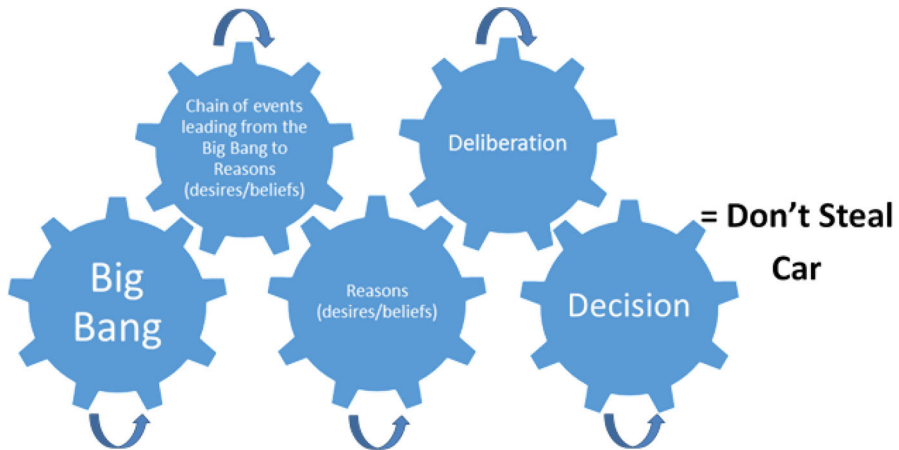 Chain of events
leading from the
Big Bang to
Reasons
(desires/beliefs)
Deliberation
= Don’t Steal
Car
Big
Bang
Reasons
(desires/beliefs)
Decision